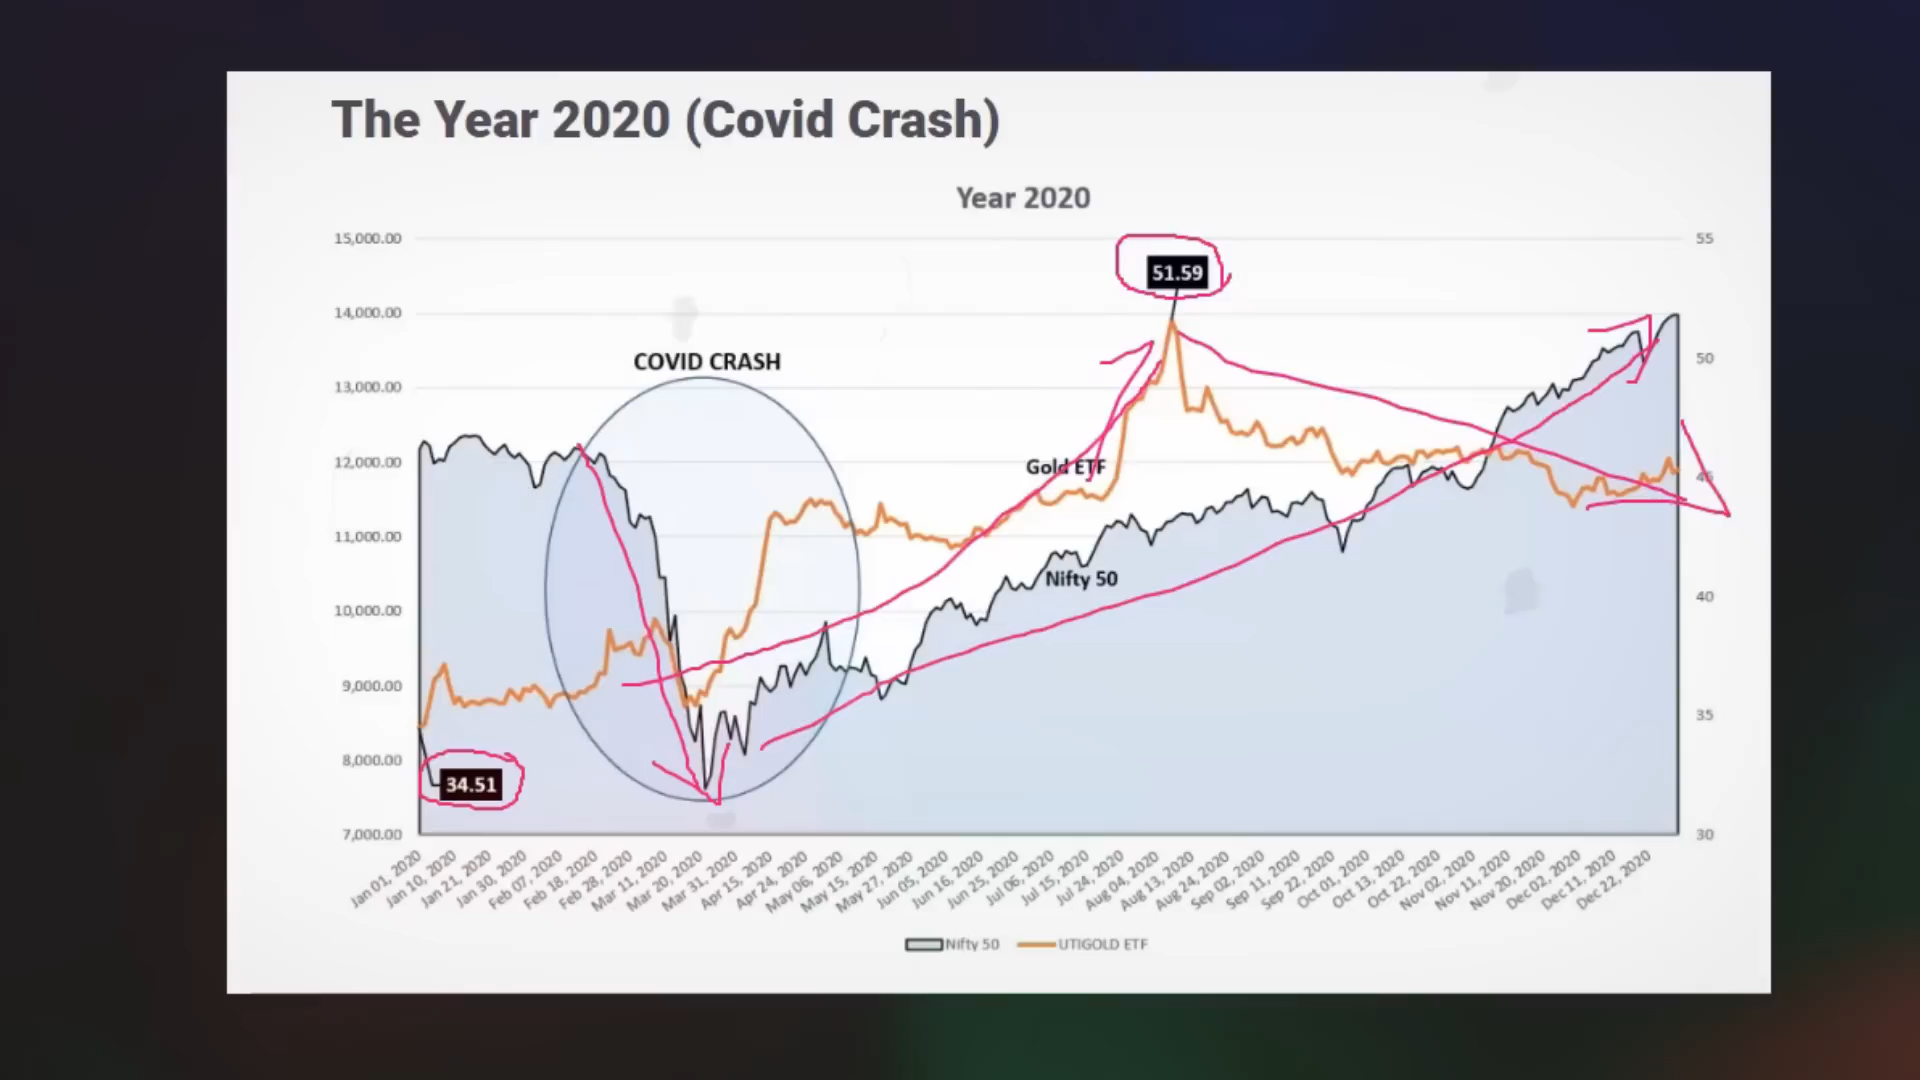 The Year 2020 (Covid Crash)
Year 2020
15,000.00
14,000.00
13,000.00
12,000.00
11,000.00
10,000.00
9,000.00
8,000.00
7,000.00
55
50
45
40
35
30
51.59
COVID CRASH
Gold ETF
Nifty 50
34.51
Jan 01, 2020
Jan 10, 2020
Jan 21, 2020
Jan 30, 2020
Feb 07, 2020
Feb 18, 2020
Feb 28, 2020
Mar 11, 2020
Mar 20, 2020
Mar 31, 2020
Apr 15, 2020
Apr 24, 2020
May 06, 2020
May 15, 2020
May 27, 2020
Jun 05, 2020
Jun 16, 2020
Jun 25, 2020
Jul 06, 2020
Jul 15, 2020
Jul 24, 2020
Aug 04, 2020
Aug 13, 2020
Aug 24, 2020
Sep 02, 2020
Sep 11, 2020
Sep 22, 2020
Oct 01, 2020
Oct 13, 2020
Oct 22, 2020
Nov 02, 2020
Nov 11, 2020
Nov 20, 2020
Dec 02, 2020
Dec 11, 2020
Dec 22, 2020
Nifty 50 UTIGOLD ETF